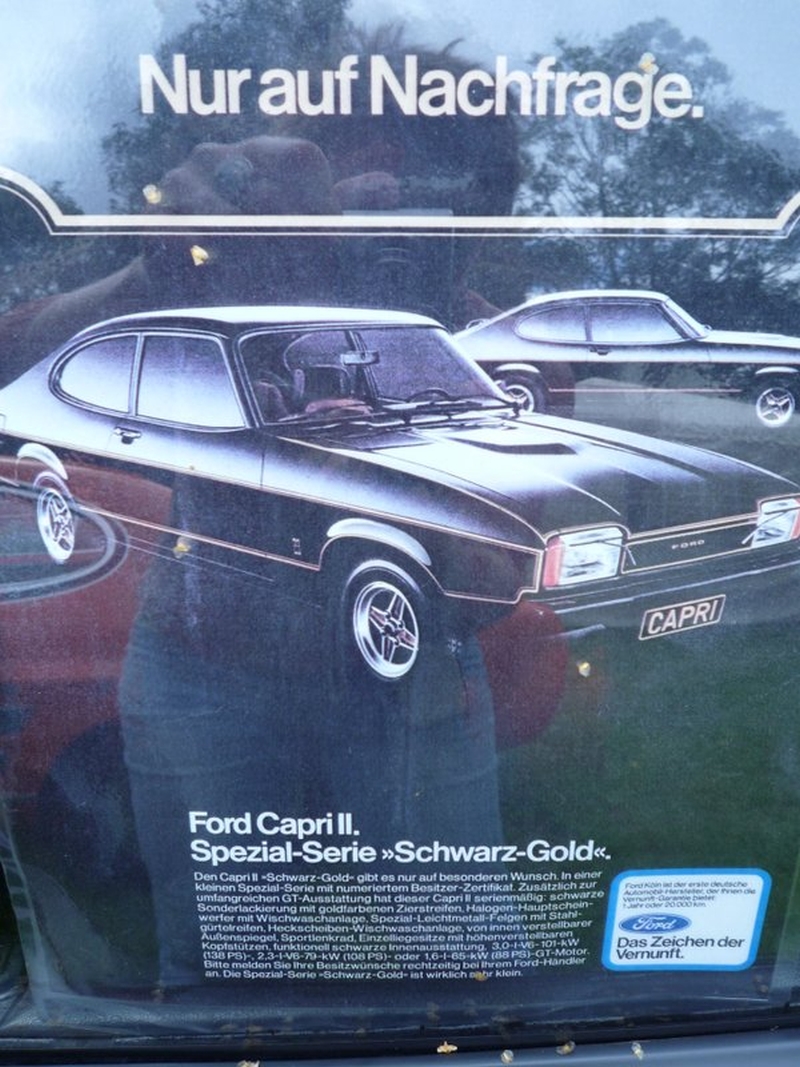 Nur auf Nachfrage.
FORD
CAPRI
Ford Capri II.
Spezial-Serie »Schwarz-Gold«.
Den Capri II »Schwarz-Gold« gibt es nur auf besonderen Wunsch. In einer
kleinen Spezial-Serie mit numeriertem Besitzer-Zertifikat. Zusätzlich zur
umfangreichen GT-Ausstattung hat dieser Capri II serienmäßig: schwarze
Sonderlackierung mit goldfarbenen Zierstreifen, Halogen-Hauptschein-
werfer mit Wischwaschanlage, Spezial-Leichtmetall-Felgen mit Stahl-
gürtelreifen, Heckscheiben-Wischwaschanlage, von innen verstellbarer
Außenspiegel, Sportlenkrad, Einzelliegesitze mit höhenverstellbaren
Kopfstützen, funktionell schwarze Innenausstattung. 3,0-l-V6-101-kW
(138 PS)-, 2,3-l-V6-79-kW (108 PS)- oder 1,6-l-65-kW (88 PS)-GT-Motor.
Bitte melden Sie Ihre Besitzwünsche rechtzeitig bei Ihrem Ford-Händler
an. Die Spezial-Serie »Schwarz-Gold« ist wirklich sehr klein.
Ford Köln ist der erste deutsche
Automobil-Hersteller, der Ihnen die
Vernunft-Garantie bietet:
1 Jahr oder 20 000 km.
Ford
Das Zeichen der
Vernunft.